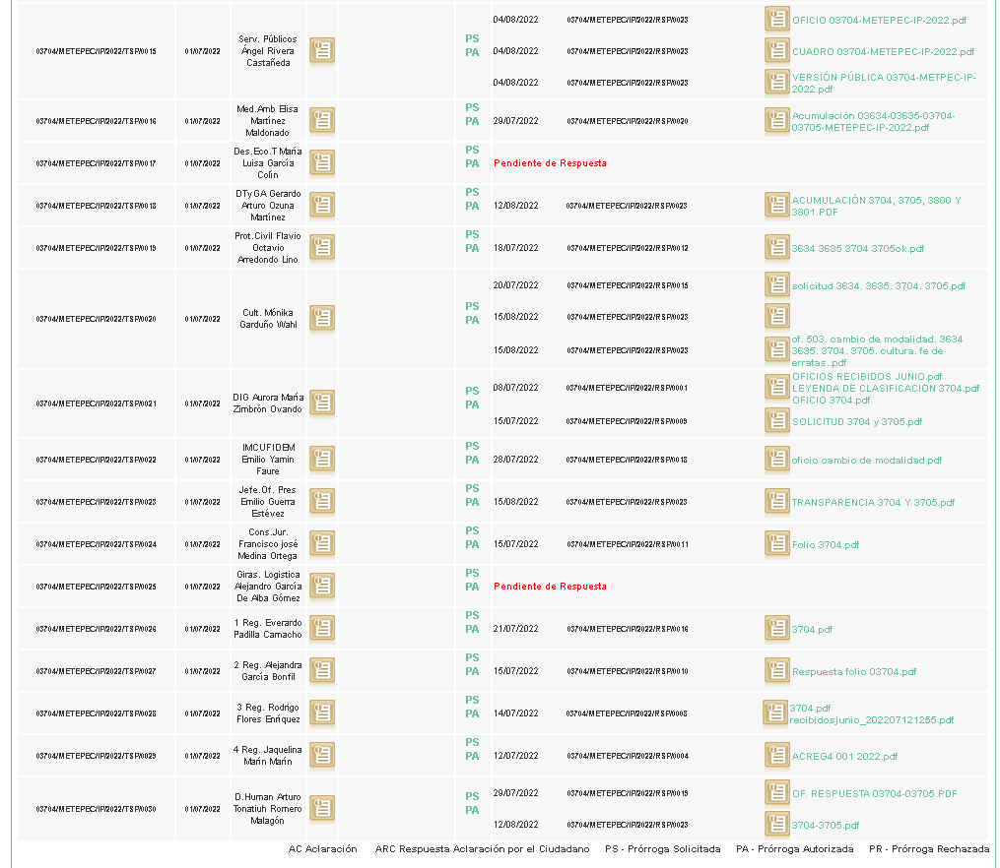 04/08/2022 03704/METEPEC/IP/2022/RSP/0023 OFICIO 03704-METEPEC-IP-2022.pdf
03704/METEPEC/IP/2022/TSP/0015 01/07/2022
Serv. Públicos
Ángel Rivera
Castañeda
PS
PA
04/08/2022 03704/METEPEC/IP/2022/RSP/0023 CUADRO 03704-METEPEC-IP-2022.pdf
04/08/2022 03704/METEPEC/IP/2022/RSP/0023 VERSIÓN PÚBLICA 03704-METPEC-IP-
2022.pdf
03704/METEPEC/IP/2022/TSP/0016 01/07/2022
Med.Amb Elisa
Martínez
Maldonado
PS
PA
29/07/2022 03704/METEPEC/IP/2022/RSP/0020 Acumulación 03634-03635-03704-
03705-METEPEC-IP-2022.pdf
03704/METEPEC/IP/2022/TSP/0017 01/07/2022
Des.Eco.T María
Luisa García
Colín
PS
PA
Pendiente de Respuesta
03704/METEPEC/IP/2022/TSP/0018 01/07/2022
DTyGA Gerardo
Arturo Ozuna
Martínez
PS
PA
12/08/2022 03704/METEPEC/IP/2022/RSP/0023 ACUMULACIÓN 3704, 3705, 3800 Y
3801.PDF
03704/METEPEC/IP/2022/TSP/0019 01/07/2022
Prot.Civil Flavio
Octavio
Arredondo Lino
PS
PA
18/07/2022 03704/METEPEC/IP/2022/RSP/0012 3634 3635 3704 3705ok.pdf
03704/METEPEC/IP/2022/TSP/0020 01/07/2022
Cult. Mónika
Garduño Wahl
PS
PA
20/07/2022 03704/METEPEC/IP/2022/RSP/0015 solicitud 3634. 3635. 3704. 3705.pdf
15/08/2022 03704/METEPEC/IP/2022/RSP/0023
15/08/2022 03704/METEPEC/IP/2022/RSP/0023 of. 503. cambio de modalidad. 3634
3635. 3704. 3705. cultura. fe de
erratas..pdf
03704/METEPEC/IP/2022/TSP/0021 01/07/2022
DIG Aurora María
Zimbrón Ovando
PS
PA
08/07/2022 03704/METEPEC/IP/2022/ARC/0001 OFICIOS RECIBIDOS JUNIO.pdf
LEYENDA DE CLASIFICACION 3704.pdf
OFICIO 3704.pdf
15/07/2022 03704/METEPEC/IP/2022/RSP/0009 SOLICITUD 3704 y 3705.pdf
03704/METEPEC/IP/2022/TSP/0022 01/07/2022
IMCUFIDEM
Emilio Yamin
Faure
PS
PA
28/07/2022 03704/METEPEC/IP/2022/RSP/0018 oficio cambio de modalidad.pdf
03704/METEPEC/IP/2022/TSP/0023 01/07/2022
Jefe.Of. Pres
Emilio Guerra
Estévez
PS
PA
15/08/2022 03704/METEPEC/IP/2022/RSP/0023 TRANSPARENCIA 3704 Y 3705.pdf
03704/METEPEC/IP/2022/TSP/0024 01/07/2022
Cons.Jur.
Francisco josé
Medina Ortega
PS
PA
15/07/2022 03704/METEPEC/IP/2022/RSP/0011 Folio 3704.pdf
03704/METEPEC/IP/2022/TSP/0025 01/07/2022
Giras. Logistica
Alejandro García
De Alba Gómez
PS
PA
Pendiente de Respuesta
03704/METEPEC/IP/2022/TSP/0026 01/07/2022
1 Reg. Everardo
Padilla Camacho
PS
PA
21/07/2022 03704/METEPEC/IP/2022/RSP/0016 3704.pdf
03704/METEPEC/IP/2022/TSP/0027 01/07/2022
2 Reg. Alejandra
García Bonfil
PS
PA
15/07/2022 03704/METEPEC/IP/2022/RSP/0010 Respuesta folio 03704.pdf
03704/METEPEC/IP/2022/TSP/0028 01/07/2022
3 Reg. Rodrigo
Flores Enríquez
PS
PA
14/07/2022 03704/METEPEC/IP/2022/RSP/0008 3704.pdf
recibidosjunio_202207121255.pdf
03704/METEPEC/IP/2022/TSP/0029 01/07/2022
4 Reg. Jaquelina
Marín Marín
PS
PA
12/07/2022 03704/METEPEC/IP/2022/RSP/0004 ACREG4 001 2022.pdf
03704/METEPEC/IP/2022/TSP/0030 01/07/2022
D.Human Arturo
Tonatiuh Romero
Malagón
PS
PA
29/07/2022 03704/METEPEC/IP/2022/RSP/0019 OF. RESPUESTA 03704-03705.PDF
12/08/2022 03704/METEPEC/IP/2022/RSP/0023 3704-3705.pdf
AC Aclaración ARC Respuesta Aclaración por el Ciudadano PS - Prórroga Solicitada PA - Prórroga Autorizada PR - Prórroga Rechazada